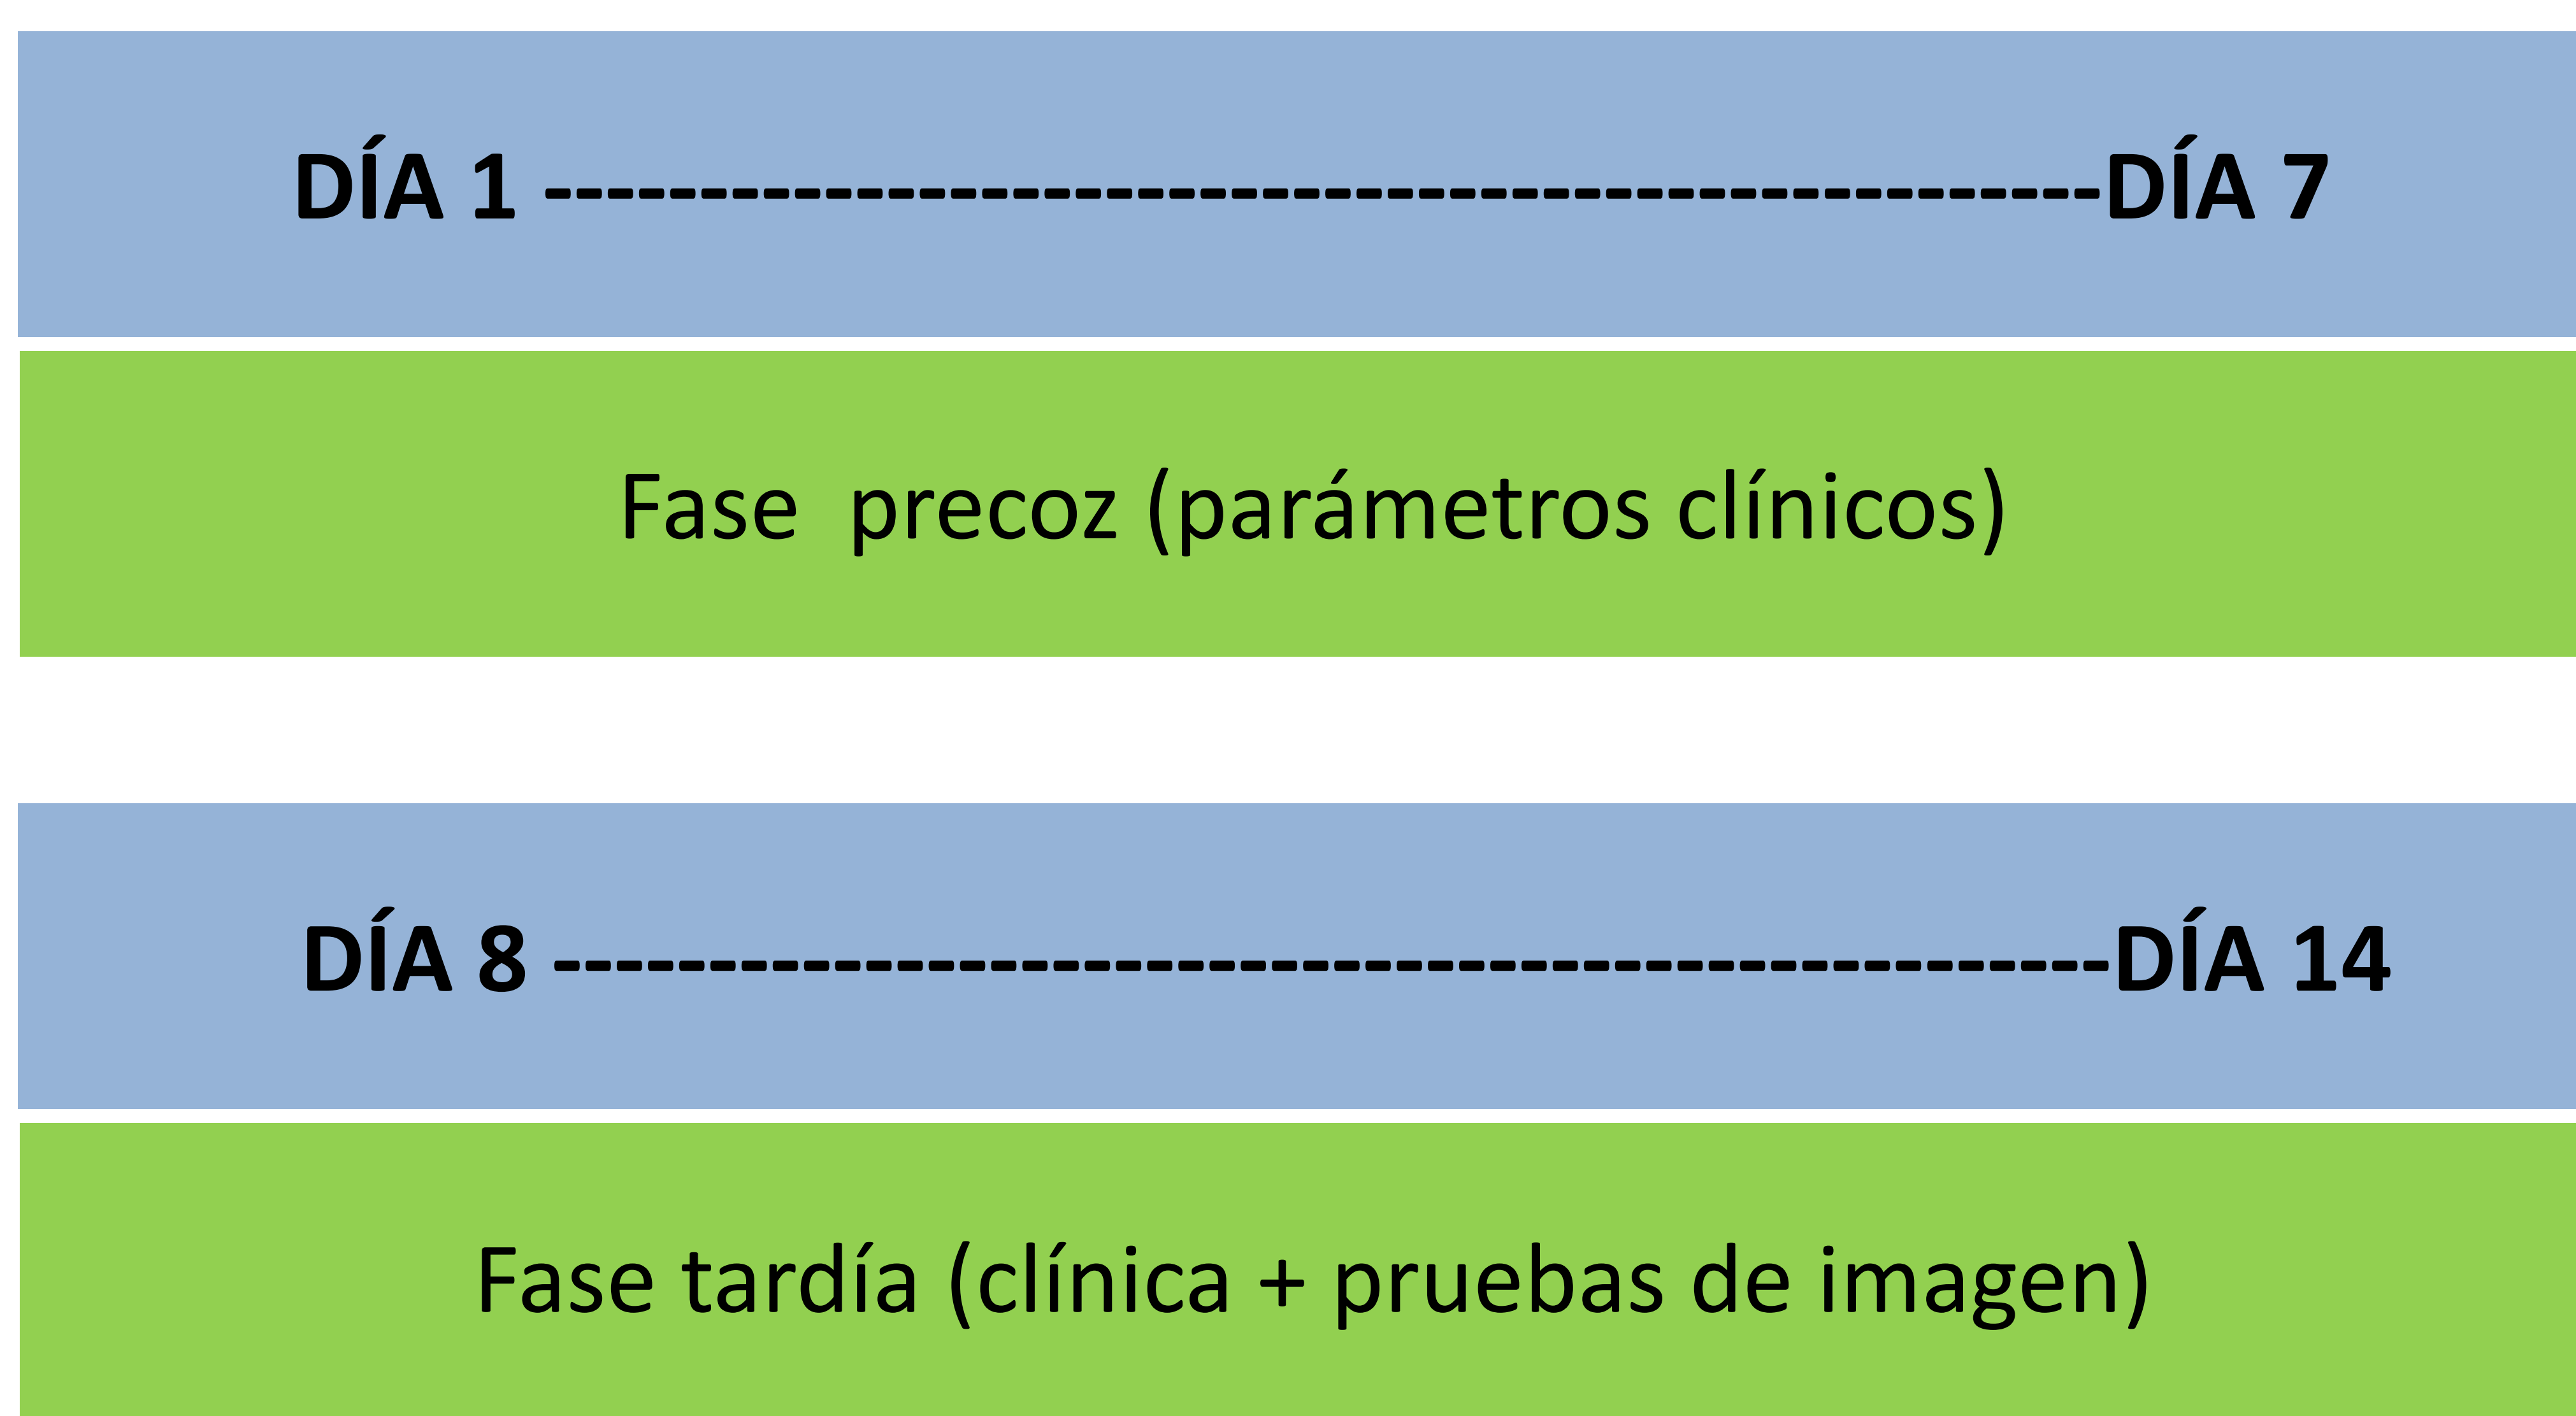 DÍA 1 --------------------------------------------------DÍA 7
Fase  precoz (parámetros clínicos)
DÍA 8 --------------------------------------------------DÍA 14
Fase tardía (clínica + pruebas de imagen)